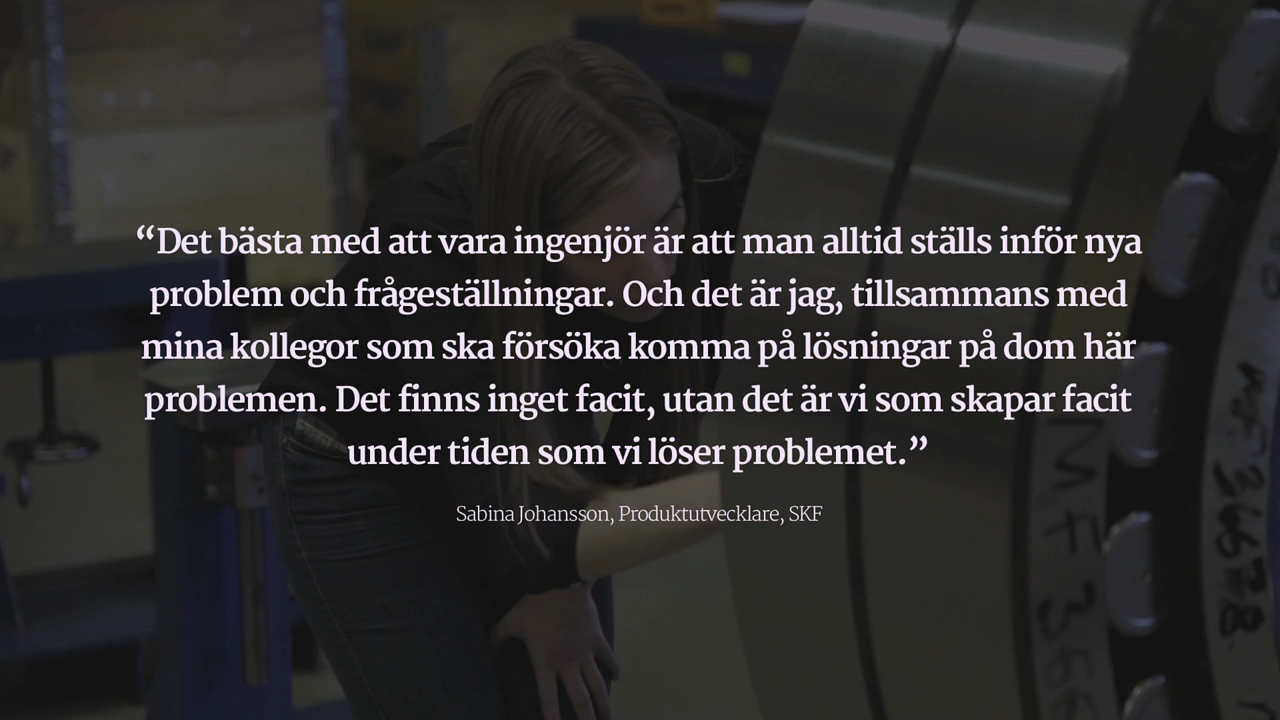 “Det bästa med att vara ingenjör är att man alltid ställs inför nya
problem och frågeställningar. Och det är jag, tillsammans med
mina kollegor som ska försöka komma på lösningar på dom här
problemen. Det finns inget facit, utan det är vi som skapar facit
under tiden som vi löser problemet.”
Sabina Johansson, Produktutvecklare, SKF